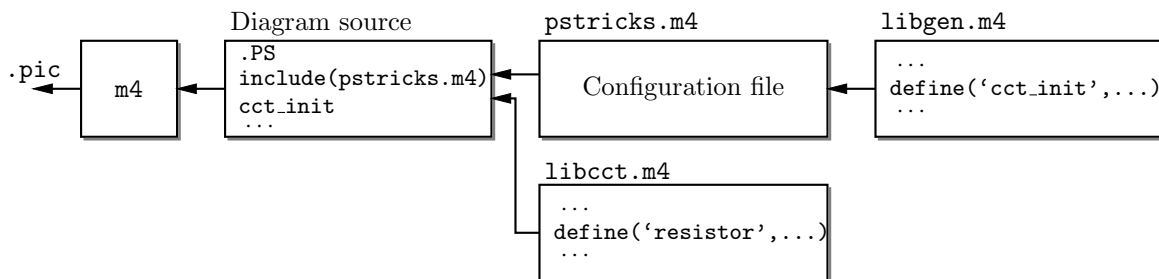 .pic
m4
Diagram source
.PS
include(pstricks.m4)
cct_init
...
pstricks.m4
Configuration file
libgen.m4
...
define(‘cct_init’,...)
...
libcct.m4
...
define(‘resistor’,...)
...